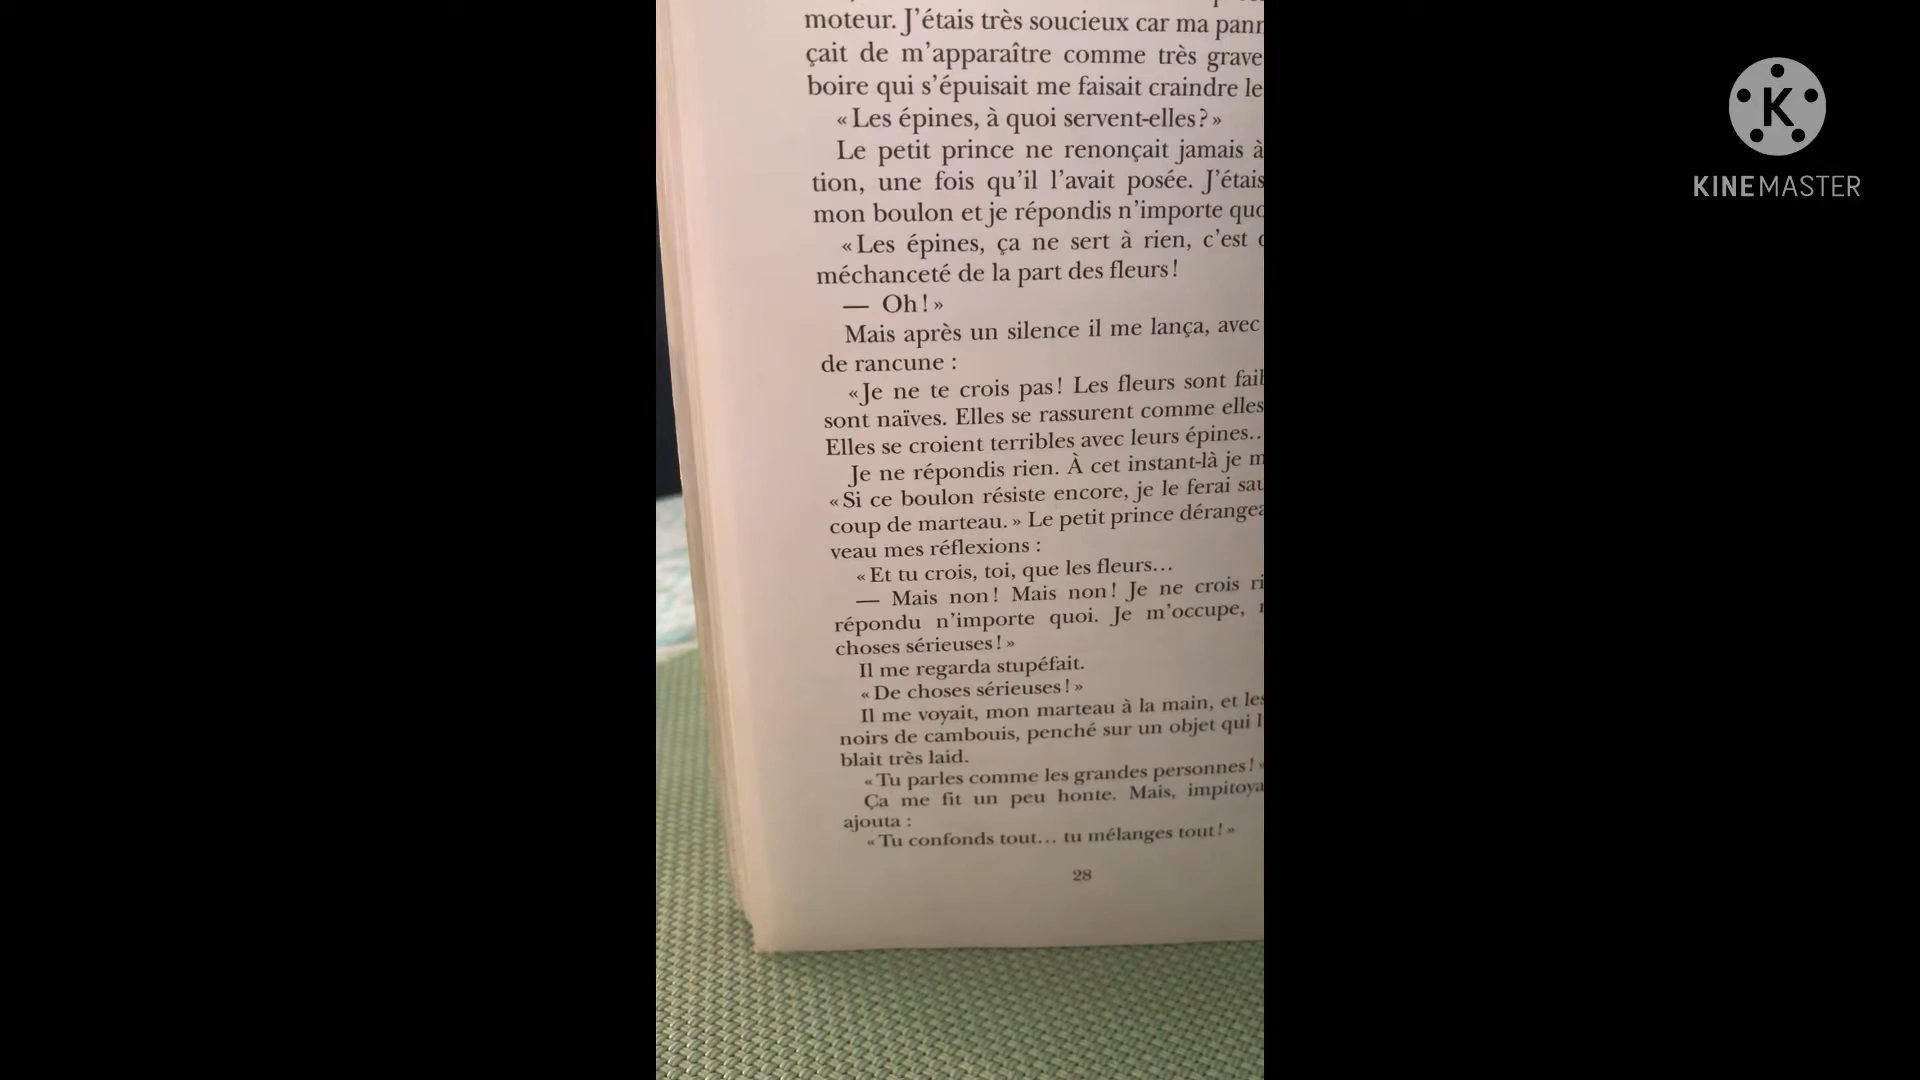 moteur. J'étais très soucieux car ma pann
çait de m'apparaître comme très grave
boire qui s'épuisait me faisait craindre le
« Les épines, à quoi servent-elles ? »
Le petit prince ne renonçait jamais à
tion, une fois qu'il l'avait posée. J'étais
mon boulon et je répondis n'importe quo
« Les épines, ça ne sert à rien, c'est
méchanceté de la part des fleurs !
— Oh ! »
Mais après un silence il me lança, avec
de rancune :
« Je ne te crois pas ! Les fleurs sont faib
sont naïves. Elles se rassurent comme elles
Elles se croient terribles avec leurs épines…
Je ne répondis rien. À cet instant-là je m
« Si ce boulon résiste encore, je le ferai sau
coup de marteau. » Le petit prince dérangea
veau mes réflexions :
« Et tu crois, toi, que les fleurs…
— Mais non ! Mais non ! Je ne crois ri
répondu n'importe quoi. Je m'occupe,
choses sérieuses ! »
Il me regarda stupéfait.
« De choses sérieuses ! »
Il me voyait, mon marteau à la main, et les
noirs de cambouis, penché sur un objet qui l
blait très laid.
« Tu parles comme les grandes personnes ! »
Ça me fit un peu honte. Mais, impitoya
ajouta :
« Tu confonds tout… tu mélanges tout ! »
28
K
KINEMASTER